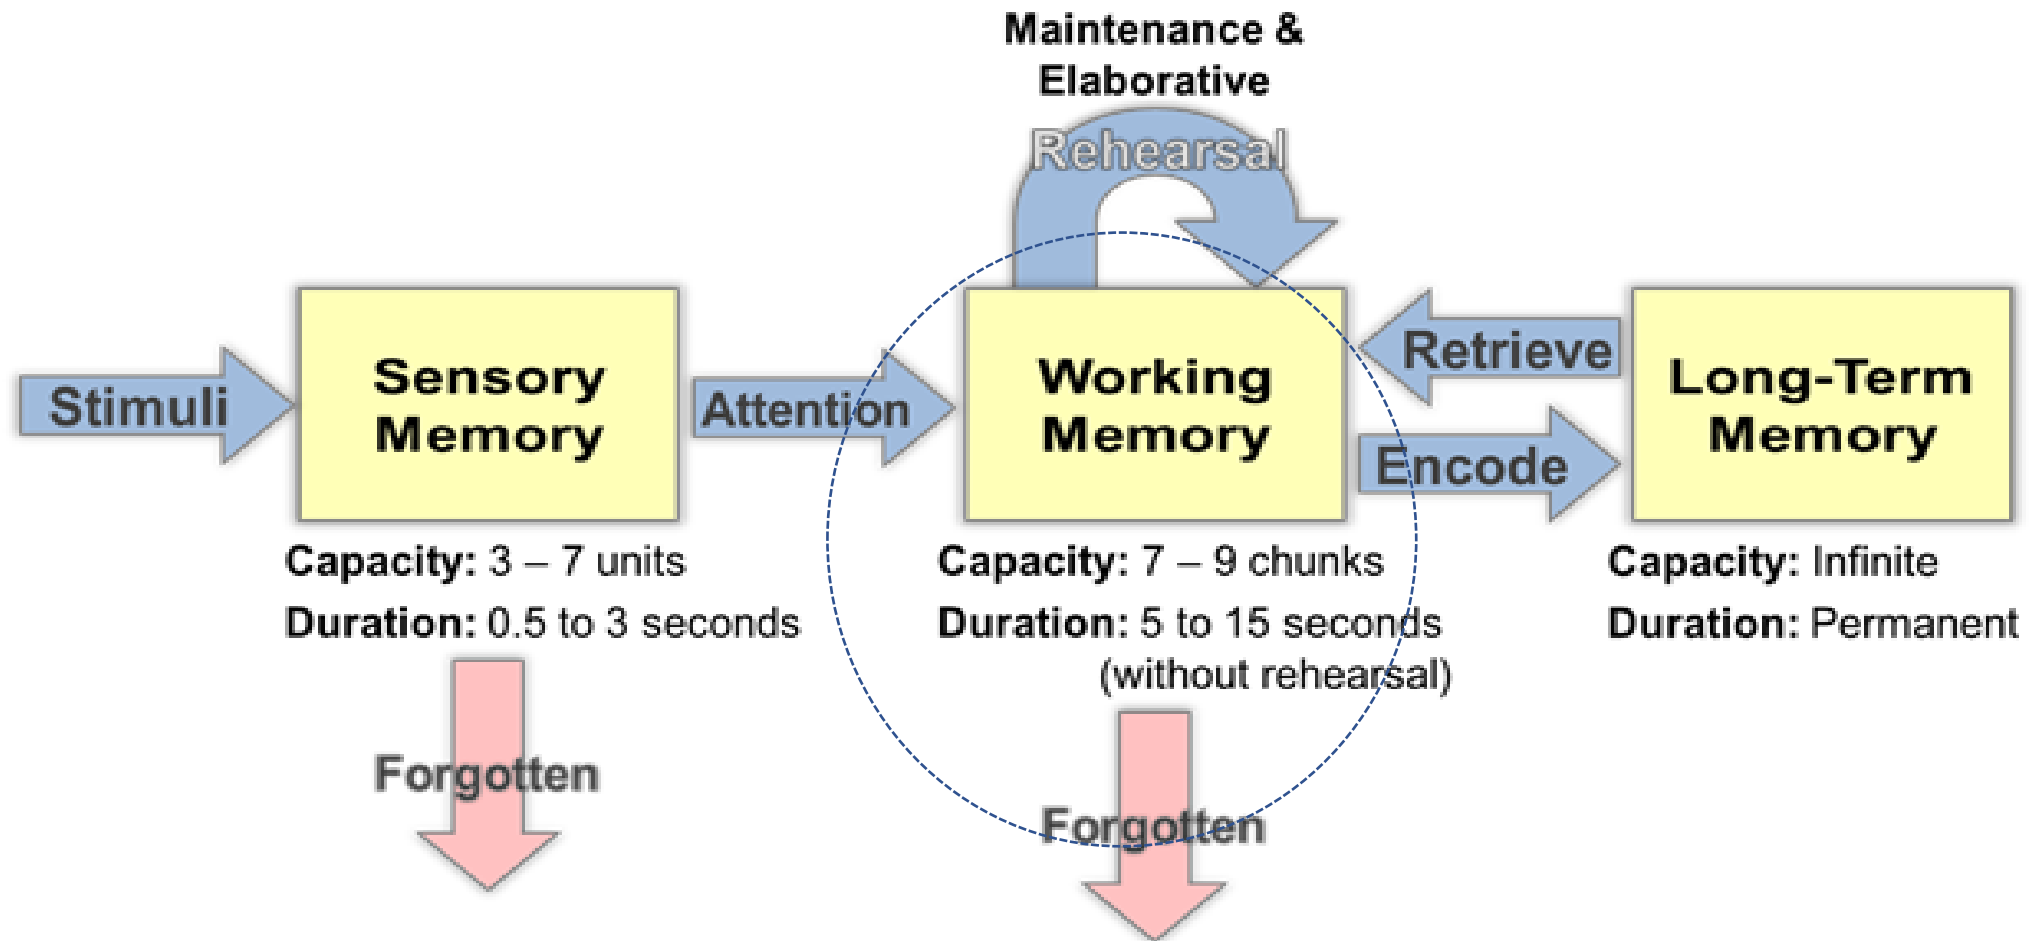 Maintenance &
Elaborative
Rehearsal
Stimuli
Sensory
Memory
Attention
Working
Memory
Retrieve
Encode
Long-Term
Memory
Capacity: 3 – 7 units
Duration: 0.5 to 3 seconds
Forgotten
Capacity: 7 – 9 chunks
Duration: 5 to 15 seconds
(without rehearsal)
Forgotten
Capacity: Infinite
Duration: Permanent